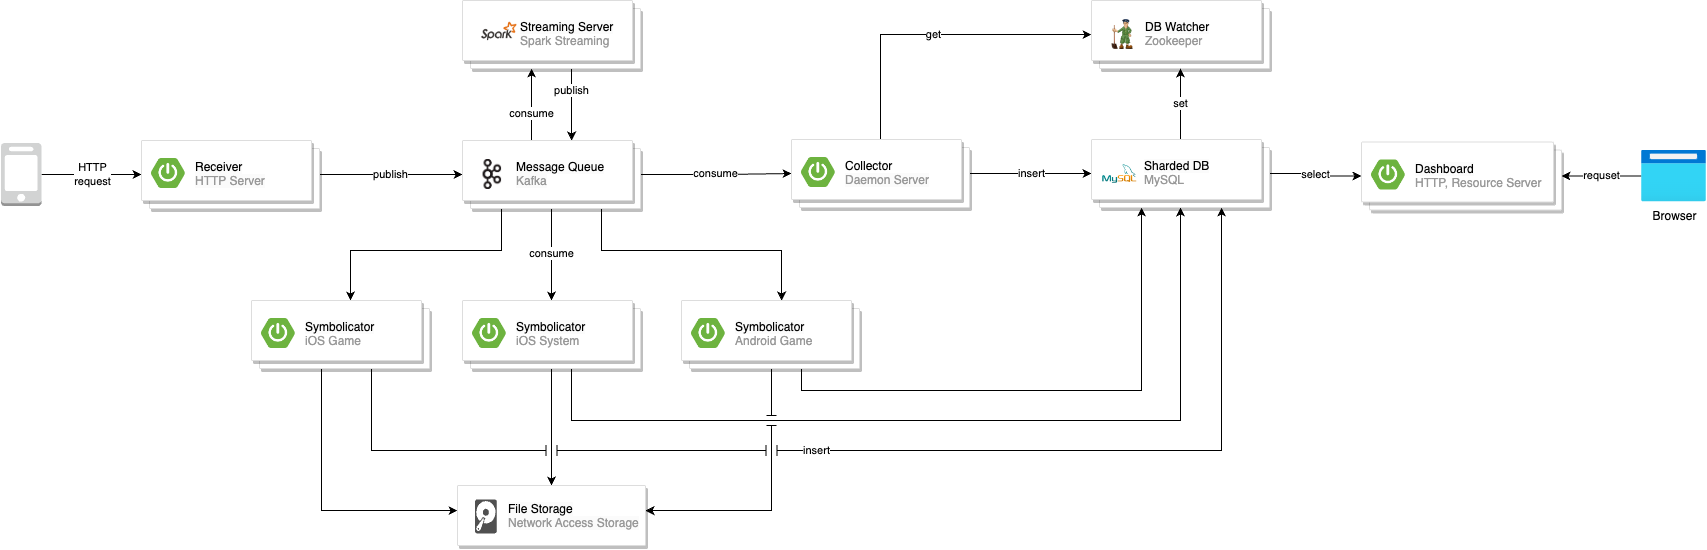 Spark
Streaming Server
Spark Streaming
get
DB Watcher
Zookeeper
publish
consume
set
HTTP
request
Receiver
HTTP Server
publish
Message Queue
Kafka
consume
Collector
Daemon Server
insert
MySQL
Sharded DB
MySQL
select
Dashboard
HTTP, Resource Server
requset
Browser
consume
Symbolicator
iOS Game
Symbolicator
iOS System
Symbolicator
Android Game
insert
File Storage
Network Access Storage